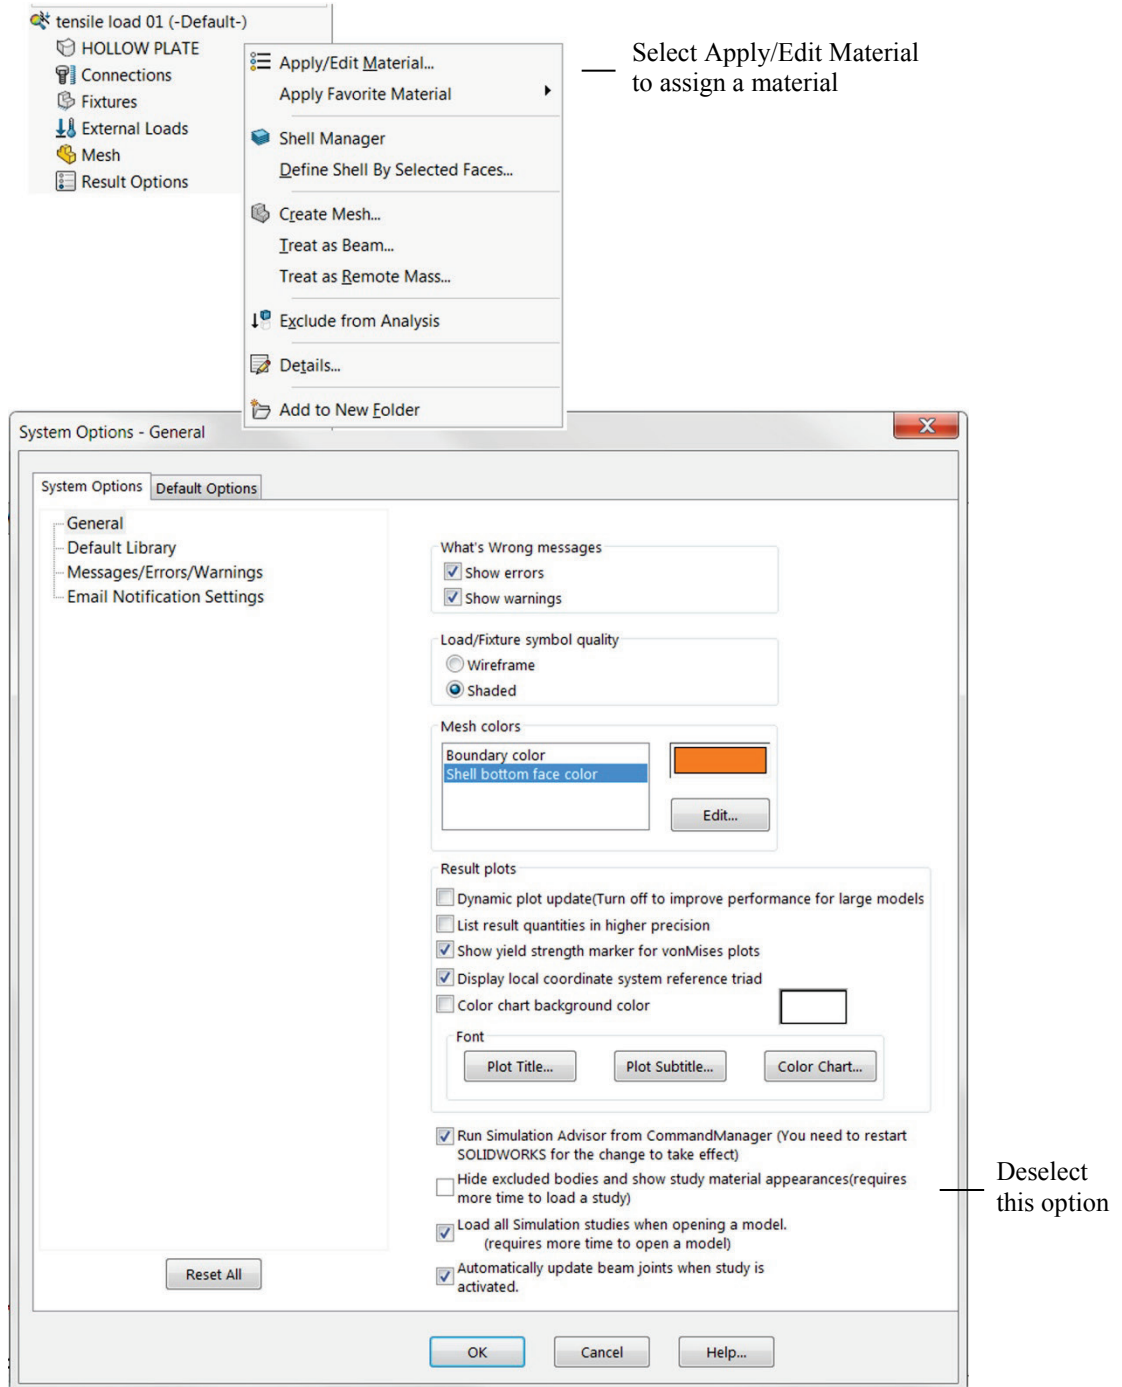 tensile load 01 (-Default-)
HOLLOW PLATE
Connections
Fixtures
External Loads
Mesh
Result Options
Apply/Edit Material...
Apply Favorite Material
Shell Manager
Define Shell By Selected Faces...
Create Mesh...
Treat as Beam...
Treat as Remote Mass...
Exclude from Analysis
Details...
Add to New Folder
Select Apply/Edit Material
to assign a material
System Options - General
X
System Options
Default Options
General
Default Library
Messages/Errors/Warnings
Email Notification Settings
Reset All
What's Wrong messages
Show errors
Show warnings
Load/Fixture symbol quality
Wireframe
Shaded
Mesh colors
Boundary color
Shell bottom face color
Edit...
Result plots
Dynamic plot update(Turn off to improve performance for large models
List result quantities in higher precision
Show yield strength marker for vonMises plots
Display local coordinate system reference triad
Color chart background color
Font
Plot Title...
Plot Subtitle...
Color Chart...
Run Simulation Advisor from CommandManager (You need to restart
SOLIDWORKS for the change to take effect)
Hide excluded bodies and show study material appearances(requires
more time to load a study)
Load all Simulation studies when opening a model.
(requires more time to open a model)
Automatically update beam joints when study is
activated.
Deselect
this option
OK
Cancel
Help...